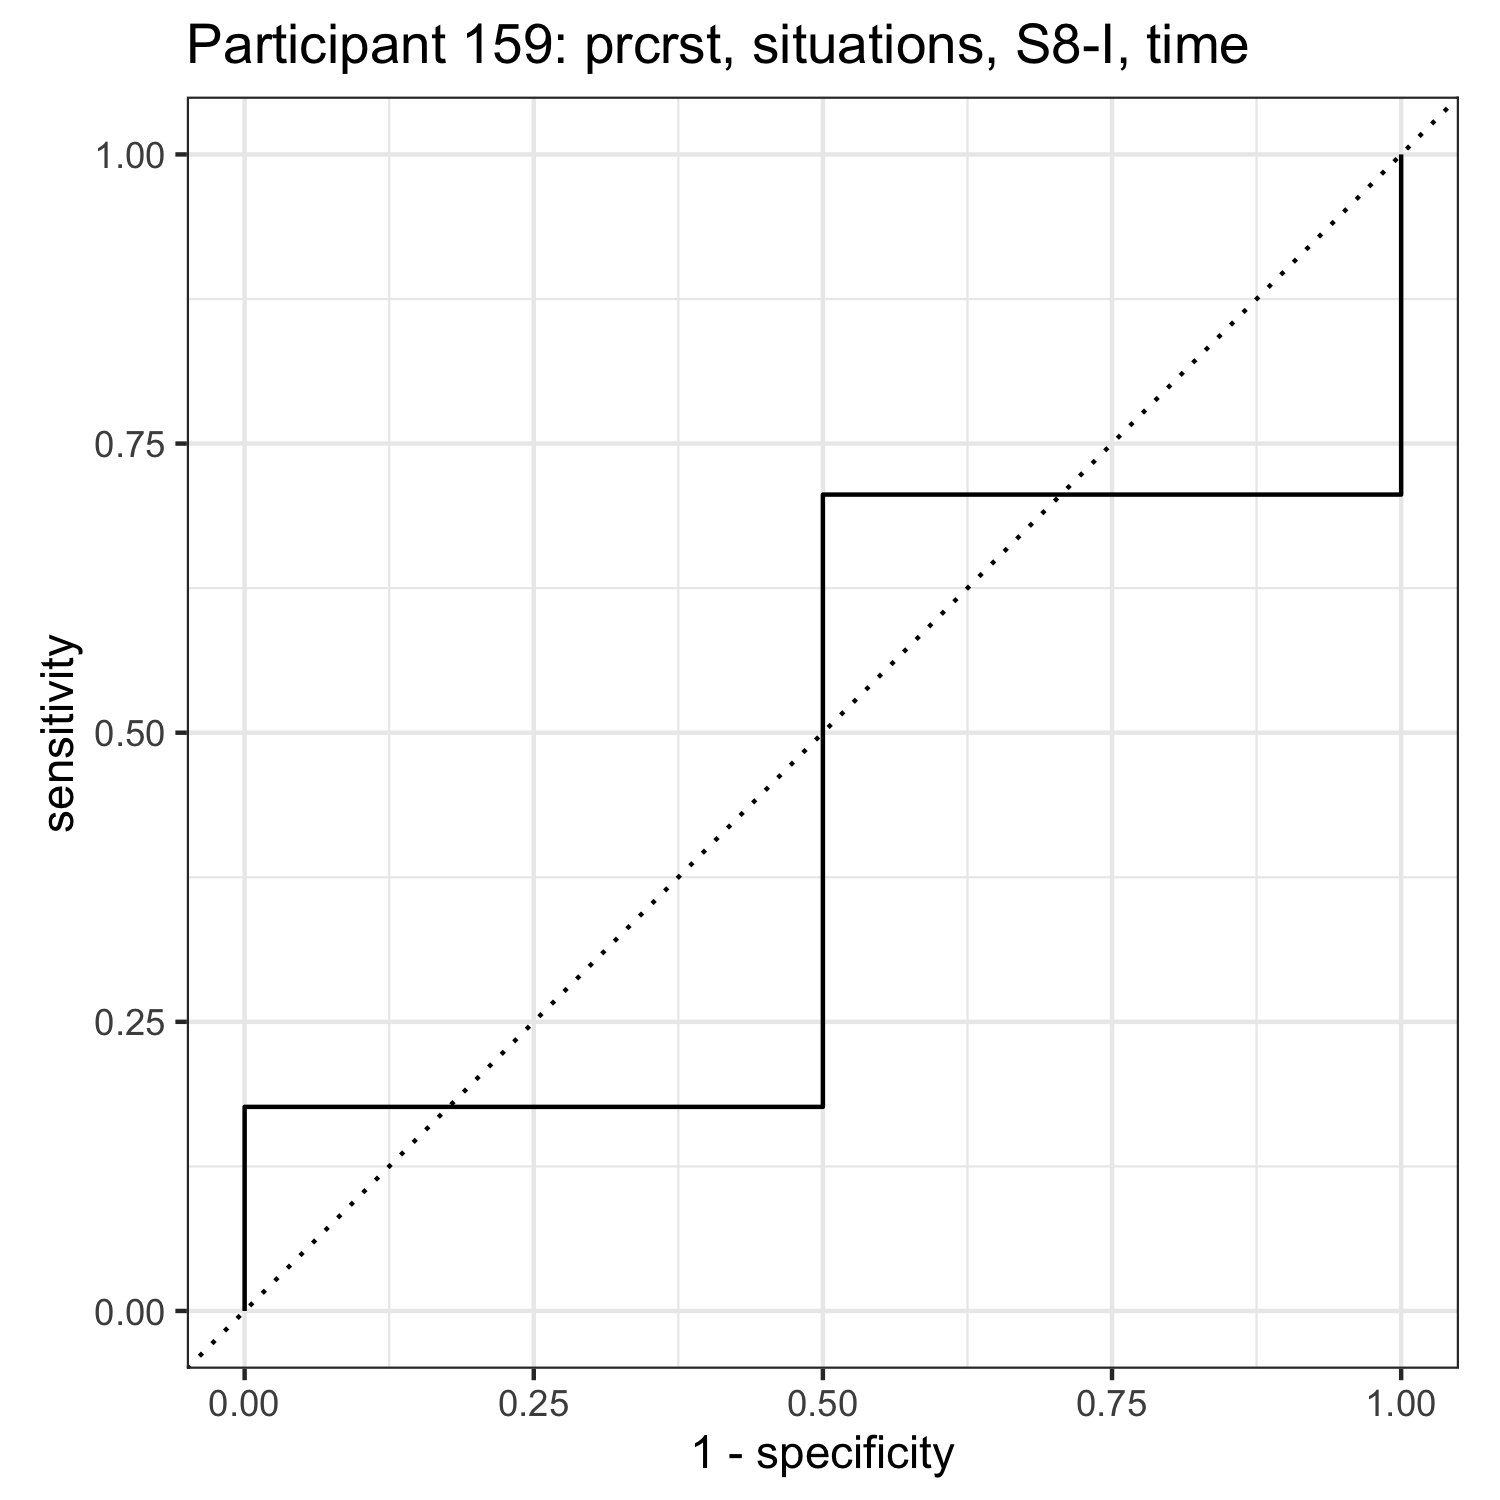 Participant 159: prcrst, situations, S8-I, time
1.00
0.75
0.50
0.25
0.00
sensitivity
0.00 0.25 0.50 0.75 1.00
1 - specificity